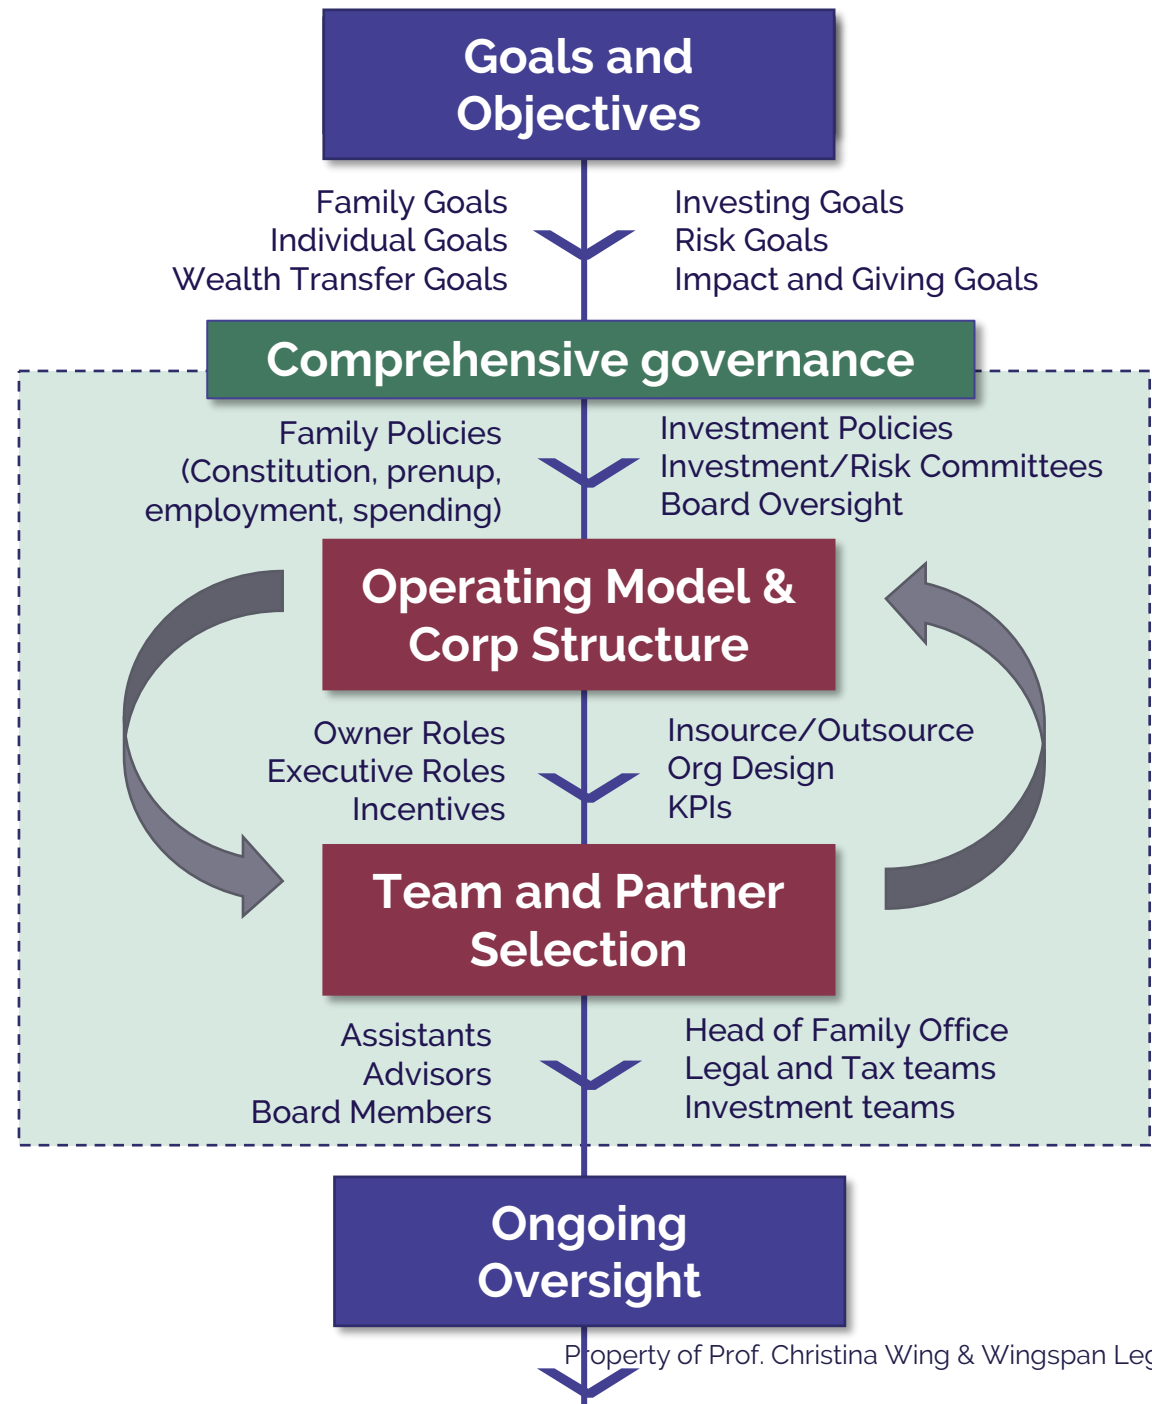 Goals and
Objectives
Family Goals
Individual Goals
Wealth Transfer Goals
Investing Goals
Risk Goals
Impact and Giving Goals
Comprehensive governance
Family Policies
(Constitution, prenup,
employment, spending)
Investment Policies
Investment/Risk Committees
Board Oversight
Operating Model &
Corp Structure
Owner Roles
Executive Roles
Incentives
Insource/Outsource
Org Design
KPIs
Team and Partner
Selection
Assistants
Advisors
Board Members
Head of Family Office
Legal and Tax teams
Investment teams
Ongoing
Oversight
Property of Prof. Christina Wing & Wingspan